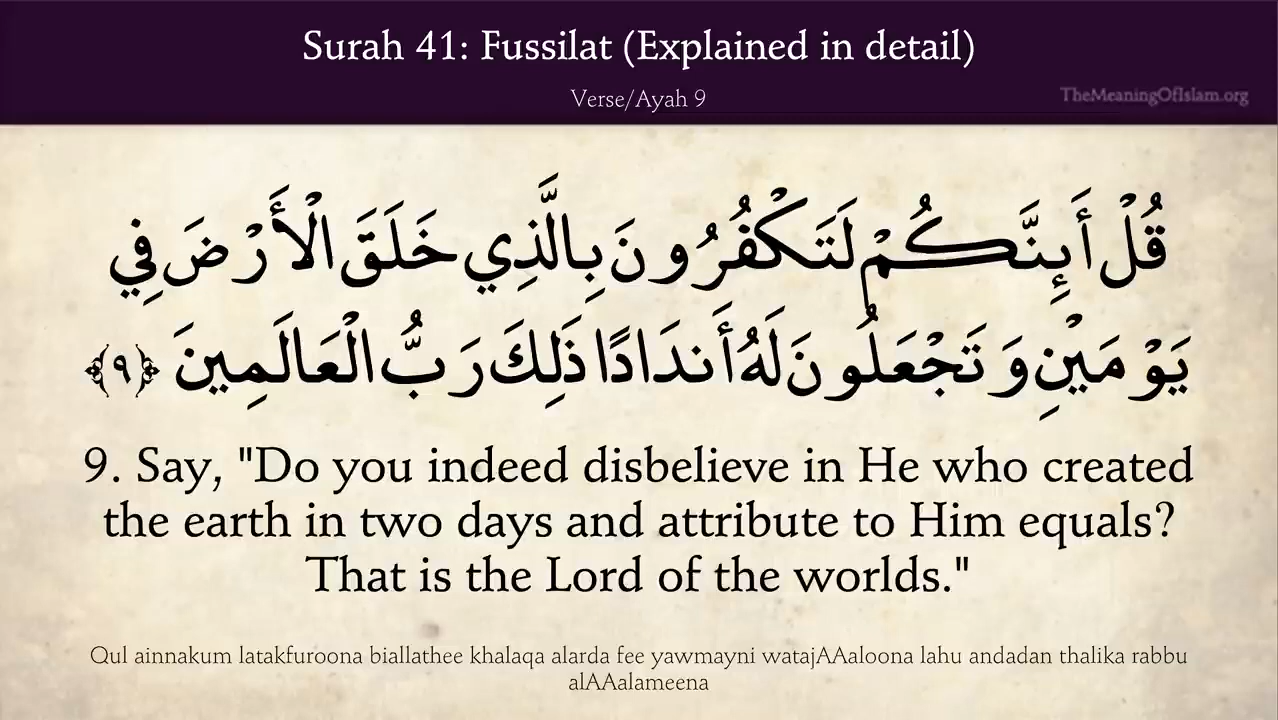 Surah 41: Fussilat (Explained in detail)
Verse/Ayah 9
TheMeaningOfIslam.org
قُلْ أَئِنَّكُمْ لَتَكْفُرُونَ بِالَّذِي خَلَقَ الْأَرْضَ فِي
يَوْمَيْنِ وَتَجْعَلُونَ لَهُ أَندَادًا ذَلِكَ رَبُّ الْعَالَمِينَ ﴿٩﴾
9. Say, "Do you indeed disbelieve in He who created
the earth in two days and attribute to Him equals?
That is the Lord of the worlds."
Qul ainnakum latakfuroona biallathee khalaqa alarda fee yawmayni watajAAaloona lahu andadan thalika rabbu
alAAalameena